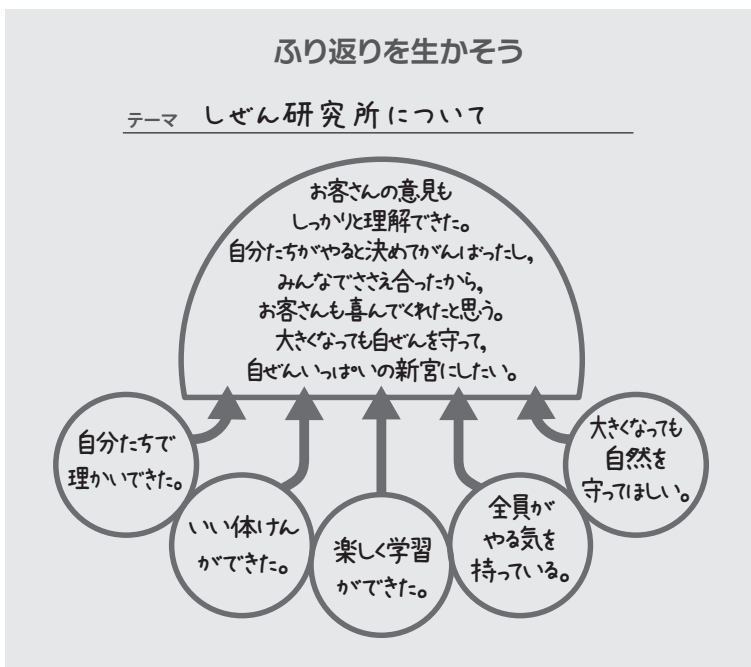 ふり返りを生かそう
テーマ しぜん研究所について
お客さんの意見も
しっかりと理解できた。
自分たちがやると決めてがんばったし、
みんなでささえ合ったから、
お客さんも喜んでくれたと思う。
大きくなっても自ぜんを守って、
自ぜんいっぱいの新宮にしたい。
自分たちで
理かいできた。
いい体けん
ができた。
楽しく学習
ができた。
全員が
やる気を
持っている。
大きくなっても
自然を
守ってほしい。